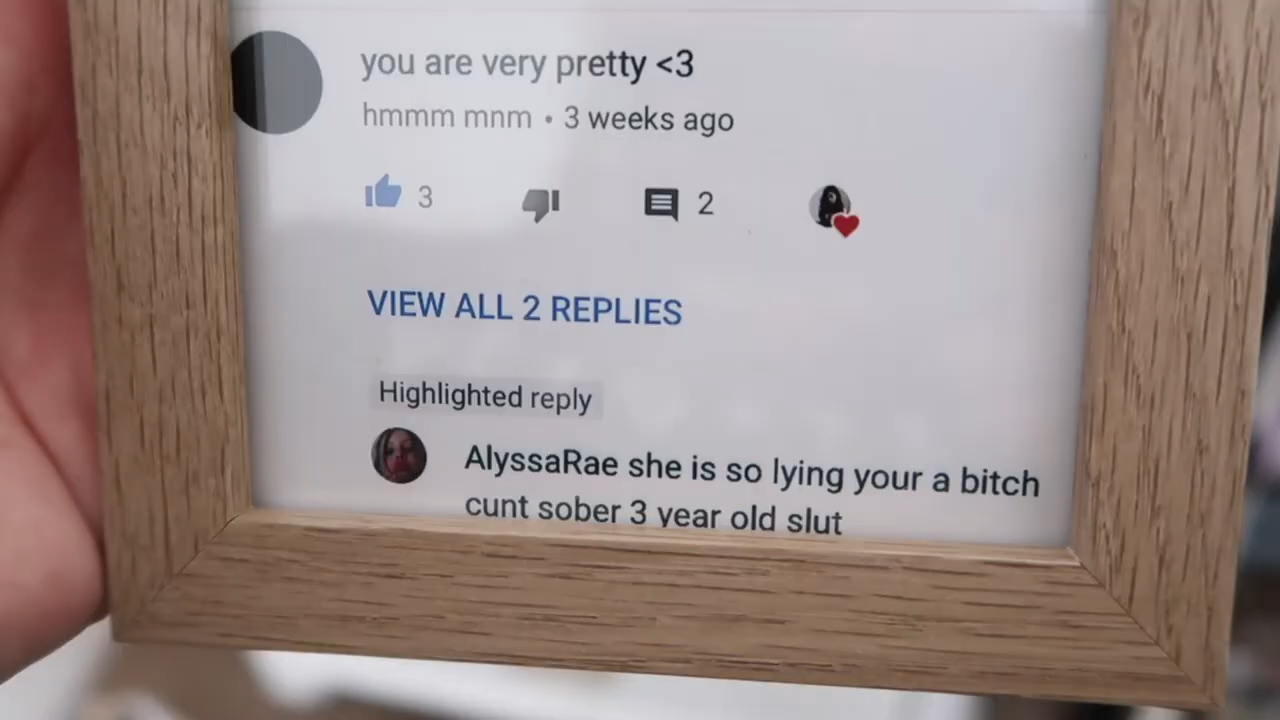 you are very pretty <3
hmmm mnm • 3 weeks ago
3
2
VIEW ALL 2 REPLIES
Highlighted reply
AlyssaRae she is so lying your a bitch
cunt sober 3 year old slut